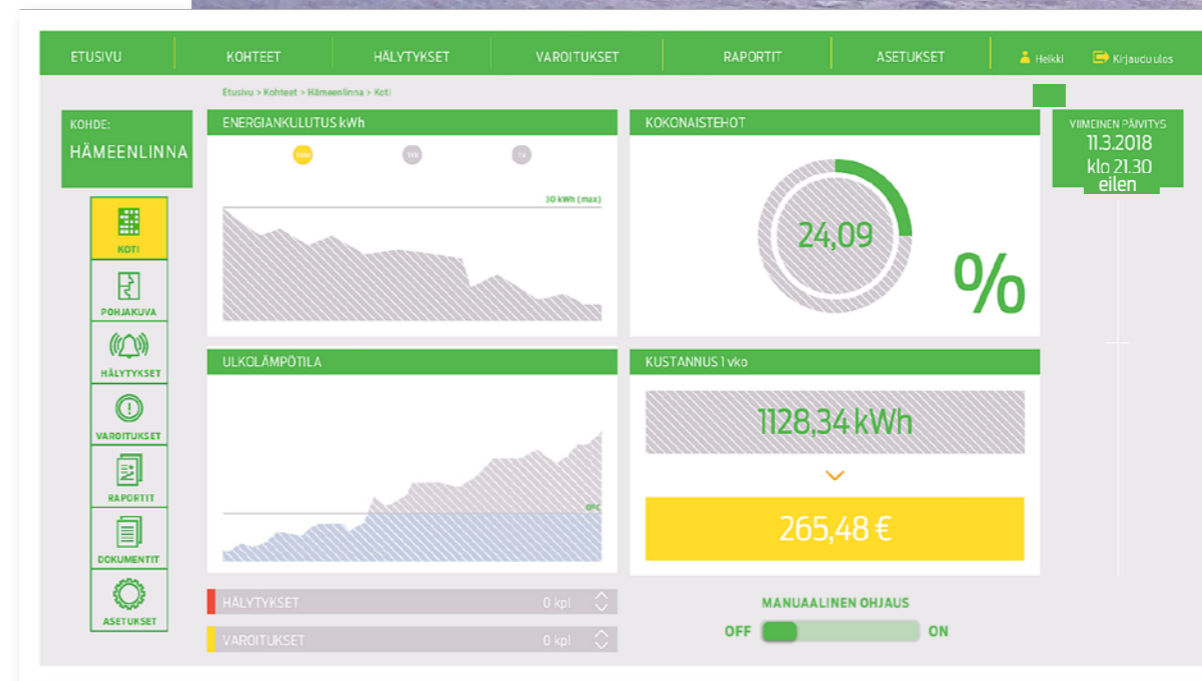 ETUSIVU
KOHTEET
HÄLYTYKSET
VAROITUKSET
RAPORTIT
ASETUKSET
Heikki
Kirjaudu ulos
Etusivu > Kohteet > Hämeenlinna > Koti
KOHDE:
HÄMEENLINNA
KOTI
POHJAKUVA
HÄLYTYKSET
VAROITUKSET
RAPORTIT
DOKUMENTIT
ASETUKSET
ENERGIANKULUTUS kWh
30 kWh (max)
KOKONAISTEHOT
24,09
%
VIIMEINEN PÄIVITYS
11.3.2018
klo 21.30
eilen
ULKOLÄMPÖTILA
0°C
KUSTANNUS 1 vko
1128,34 kWh
265,48 €
HÄLYTYKSET 0 kpl
VAROITUKSET 0 kpl
MANUAALINEN OHJAUS
OFF ON